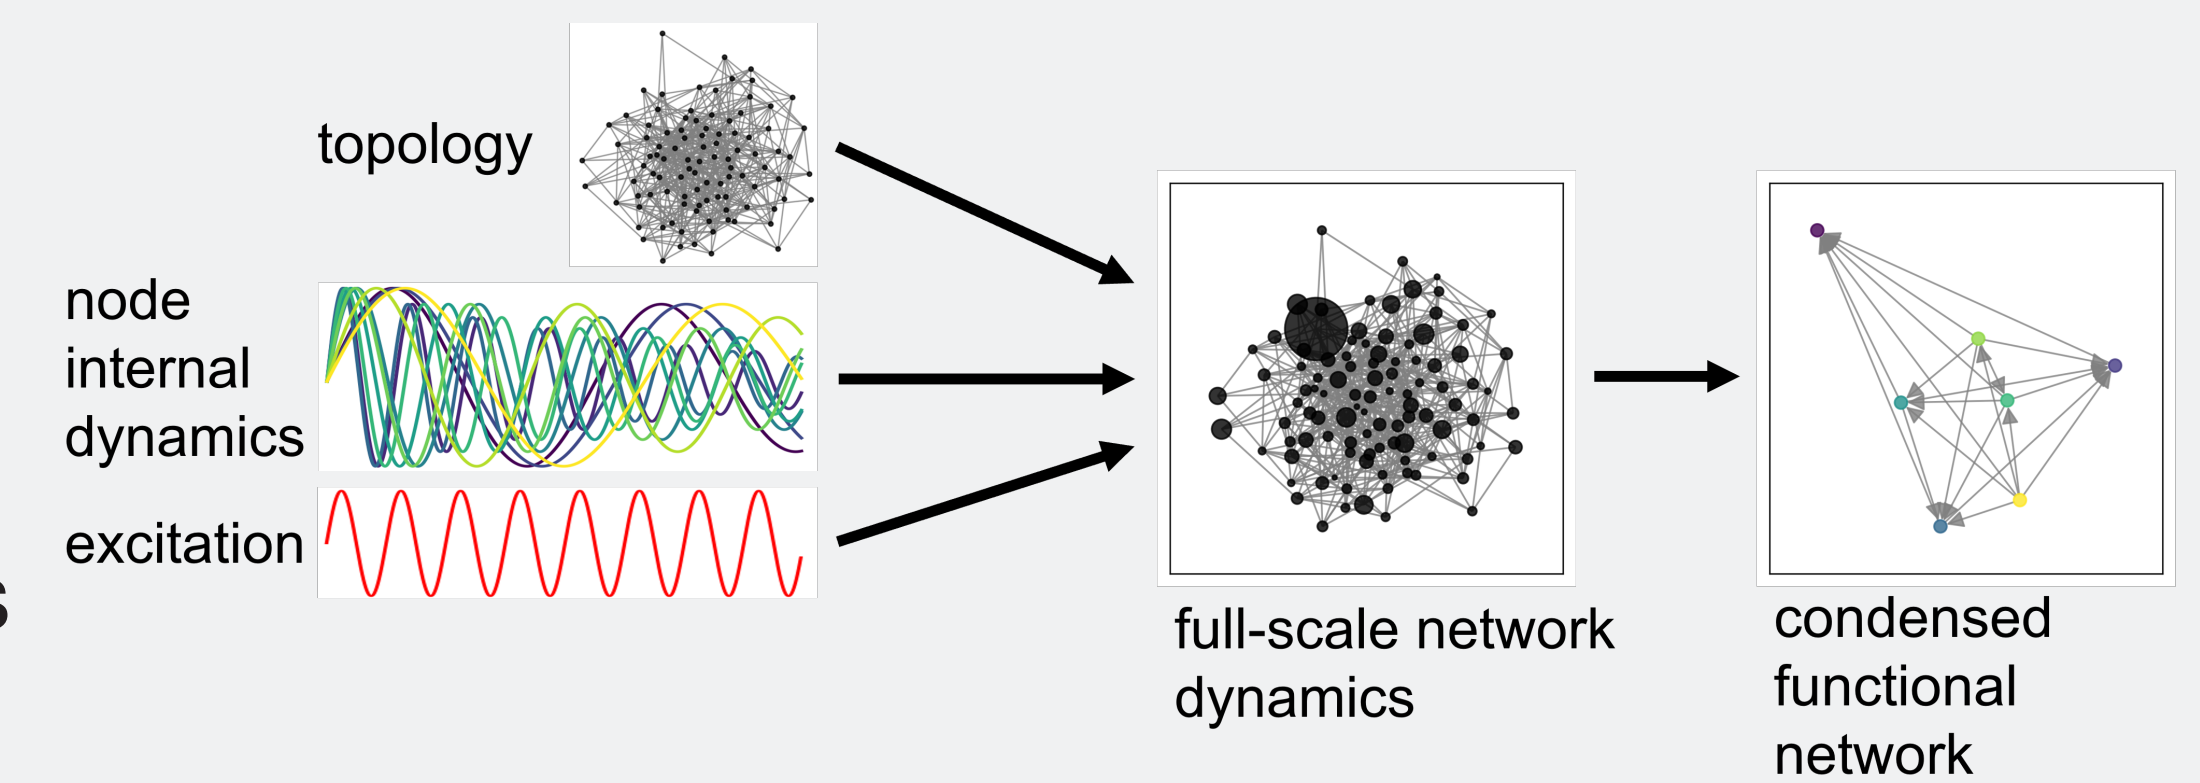 topology
node
internal
dynamics
excitation
s
full-scale network
dynamics
condensed
functional
network